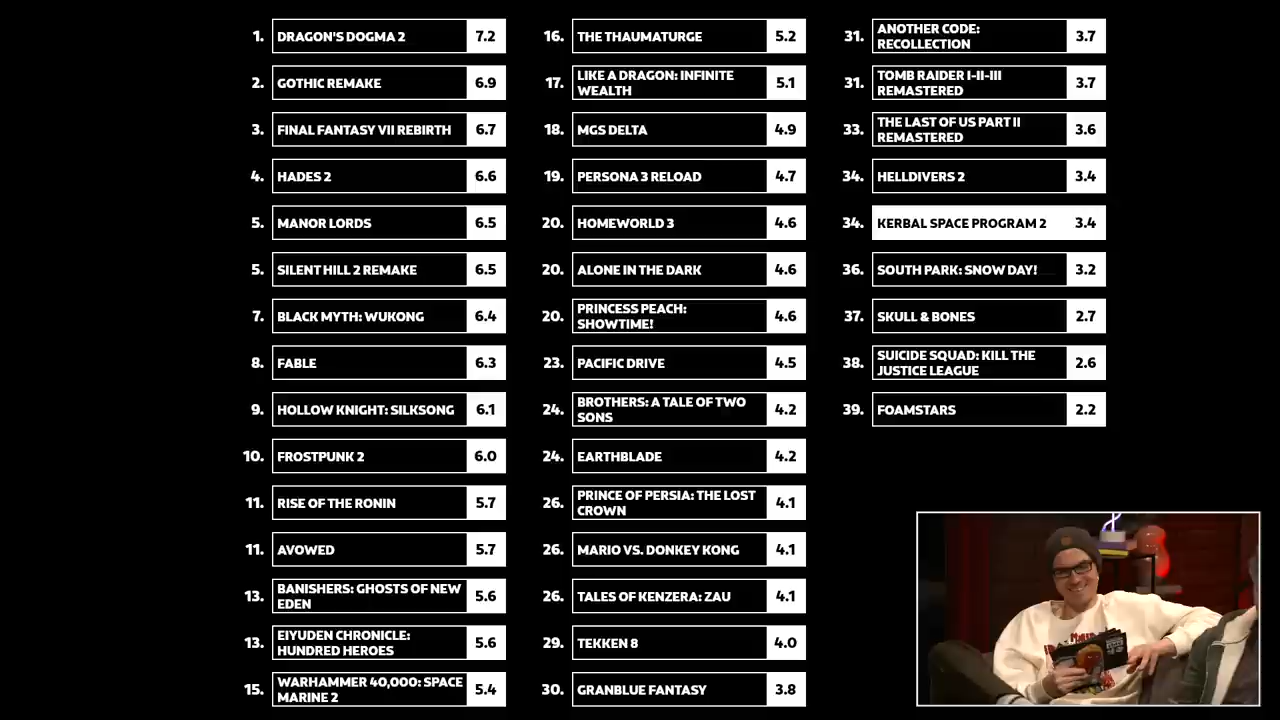 1. DRAGON'S DOGMA 2 7.2
2. GOTHIC REMAKE 6.9
3. FINAL FANTASY VII REBIRTH 6.7
4. HADES 2 6.6
5. MANOR LORDS 6.5
5. SILENT HILL 2 REMAKE 6.5
7. BLACK MYTH: WUKONG 6.4
8. FABLE 6.3
9. HOLLOW KNIGHT: SILKSONG 6.1
10. FROSTPUNK 2 6.0
11. RISE OF THE RONIN 5.7
11. AVOWED 5.7
13. BANISHERS: GHOSTS OF NEW
EDEN 5.6
13. EIYUDEN CHRONICLE:
HUNDRED HEROES 5.6
15. WARHAMMER 40,000: SPACE
MARINE 2 5.4
16. THE THAUMATURGE 5.2
17. LIKE A DRAGON: INFINITE
WEALTH 5.1
18. MGS DELTA 4.9
19. PERSONA 3 RELOAD 4.7
20. HOMEWORLD 3 4.6
20. ALONE IN THE DARK 4.6
20. PRINCESS PEACH:
SHOWTIME! 4.6
23. PACIFIC DRIVE 4.5
24. BROTHERS: A TALE OF TWO
SONS 4.2
24. EARTHBLADE 4.2
26. PRINCE OF PERSIA: THE LOST
CROWN 4.1
26. MARIO VS. DONKEY KONG 4.1
26. TALES OF KENZERA: ZAU 4.1
29. TEKKEN 8 4.0
30. GRANBLUE FANTASY 3.8
31. ANOTHER CODE:
RECOLLECTION 3.7
31. TOMB RAIDER I-II-III
REMASTERED 3.7
33. THE LAST OF US PART II
REMASTERED 3.6
34. HELLDIVERS 2 3.4
34. KERBAL SPACE PROGRAM 2 3.4
36. SOUTH PARK: SNOW DAY! 3.2
37. SKULL & BONES 2.7
38. SUICIDE SQUAD: KILL THE
JUSTICE LEAGUE 2.6
39. FOAMSTARS 2.2